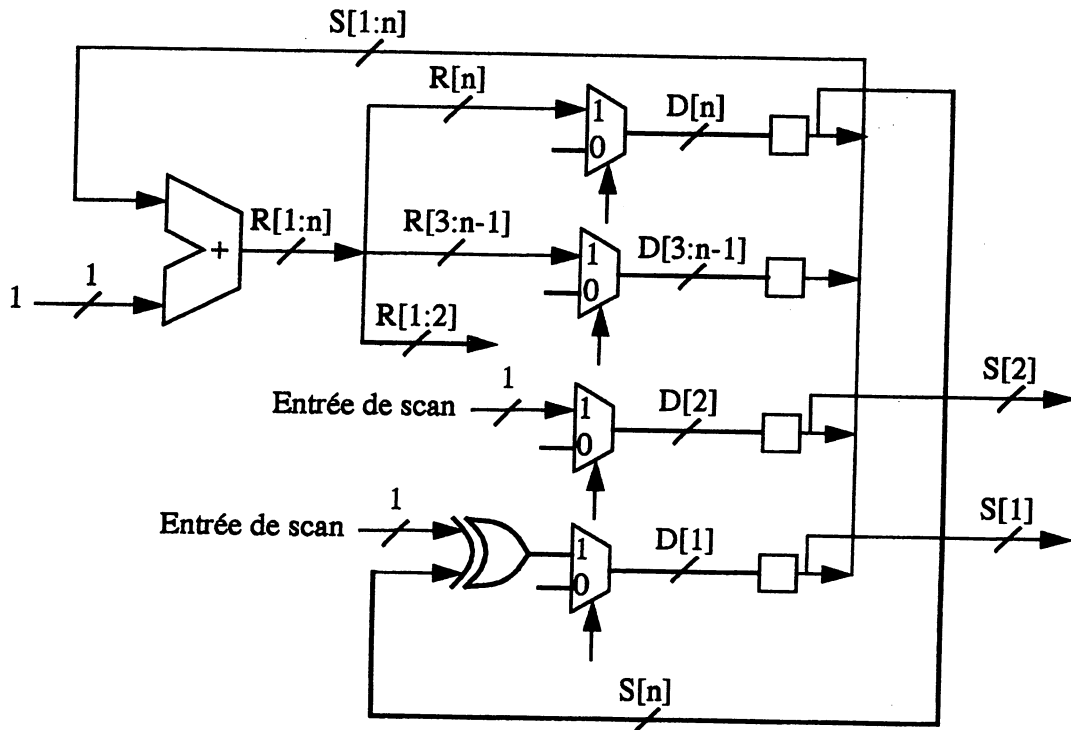 S[1:n]
R[n]
1
0
D[n]
R[1:n]
+
R[3:n-1]
1
0
D[3:n-1]
1
1
R[1:2]
Entrée de scan
1
1
0
D[2]
S[2]
Entrée de scan
1
1
0
D[1]
S[1]
S[n]